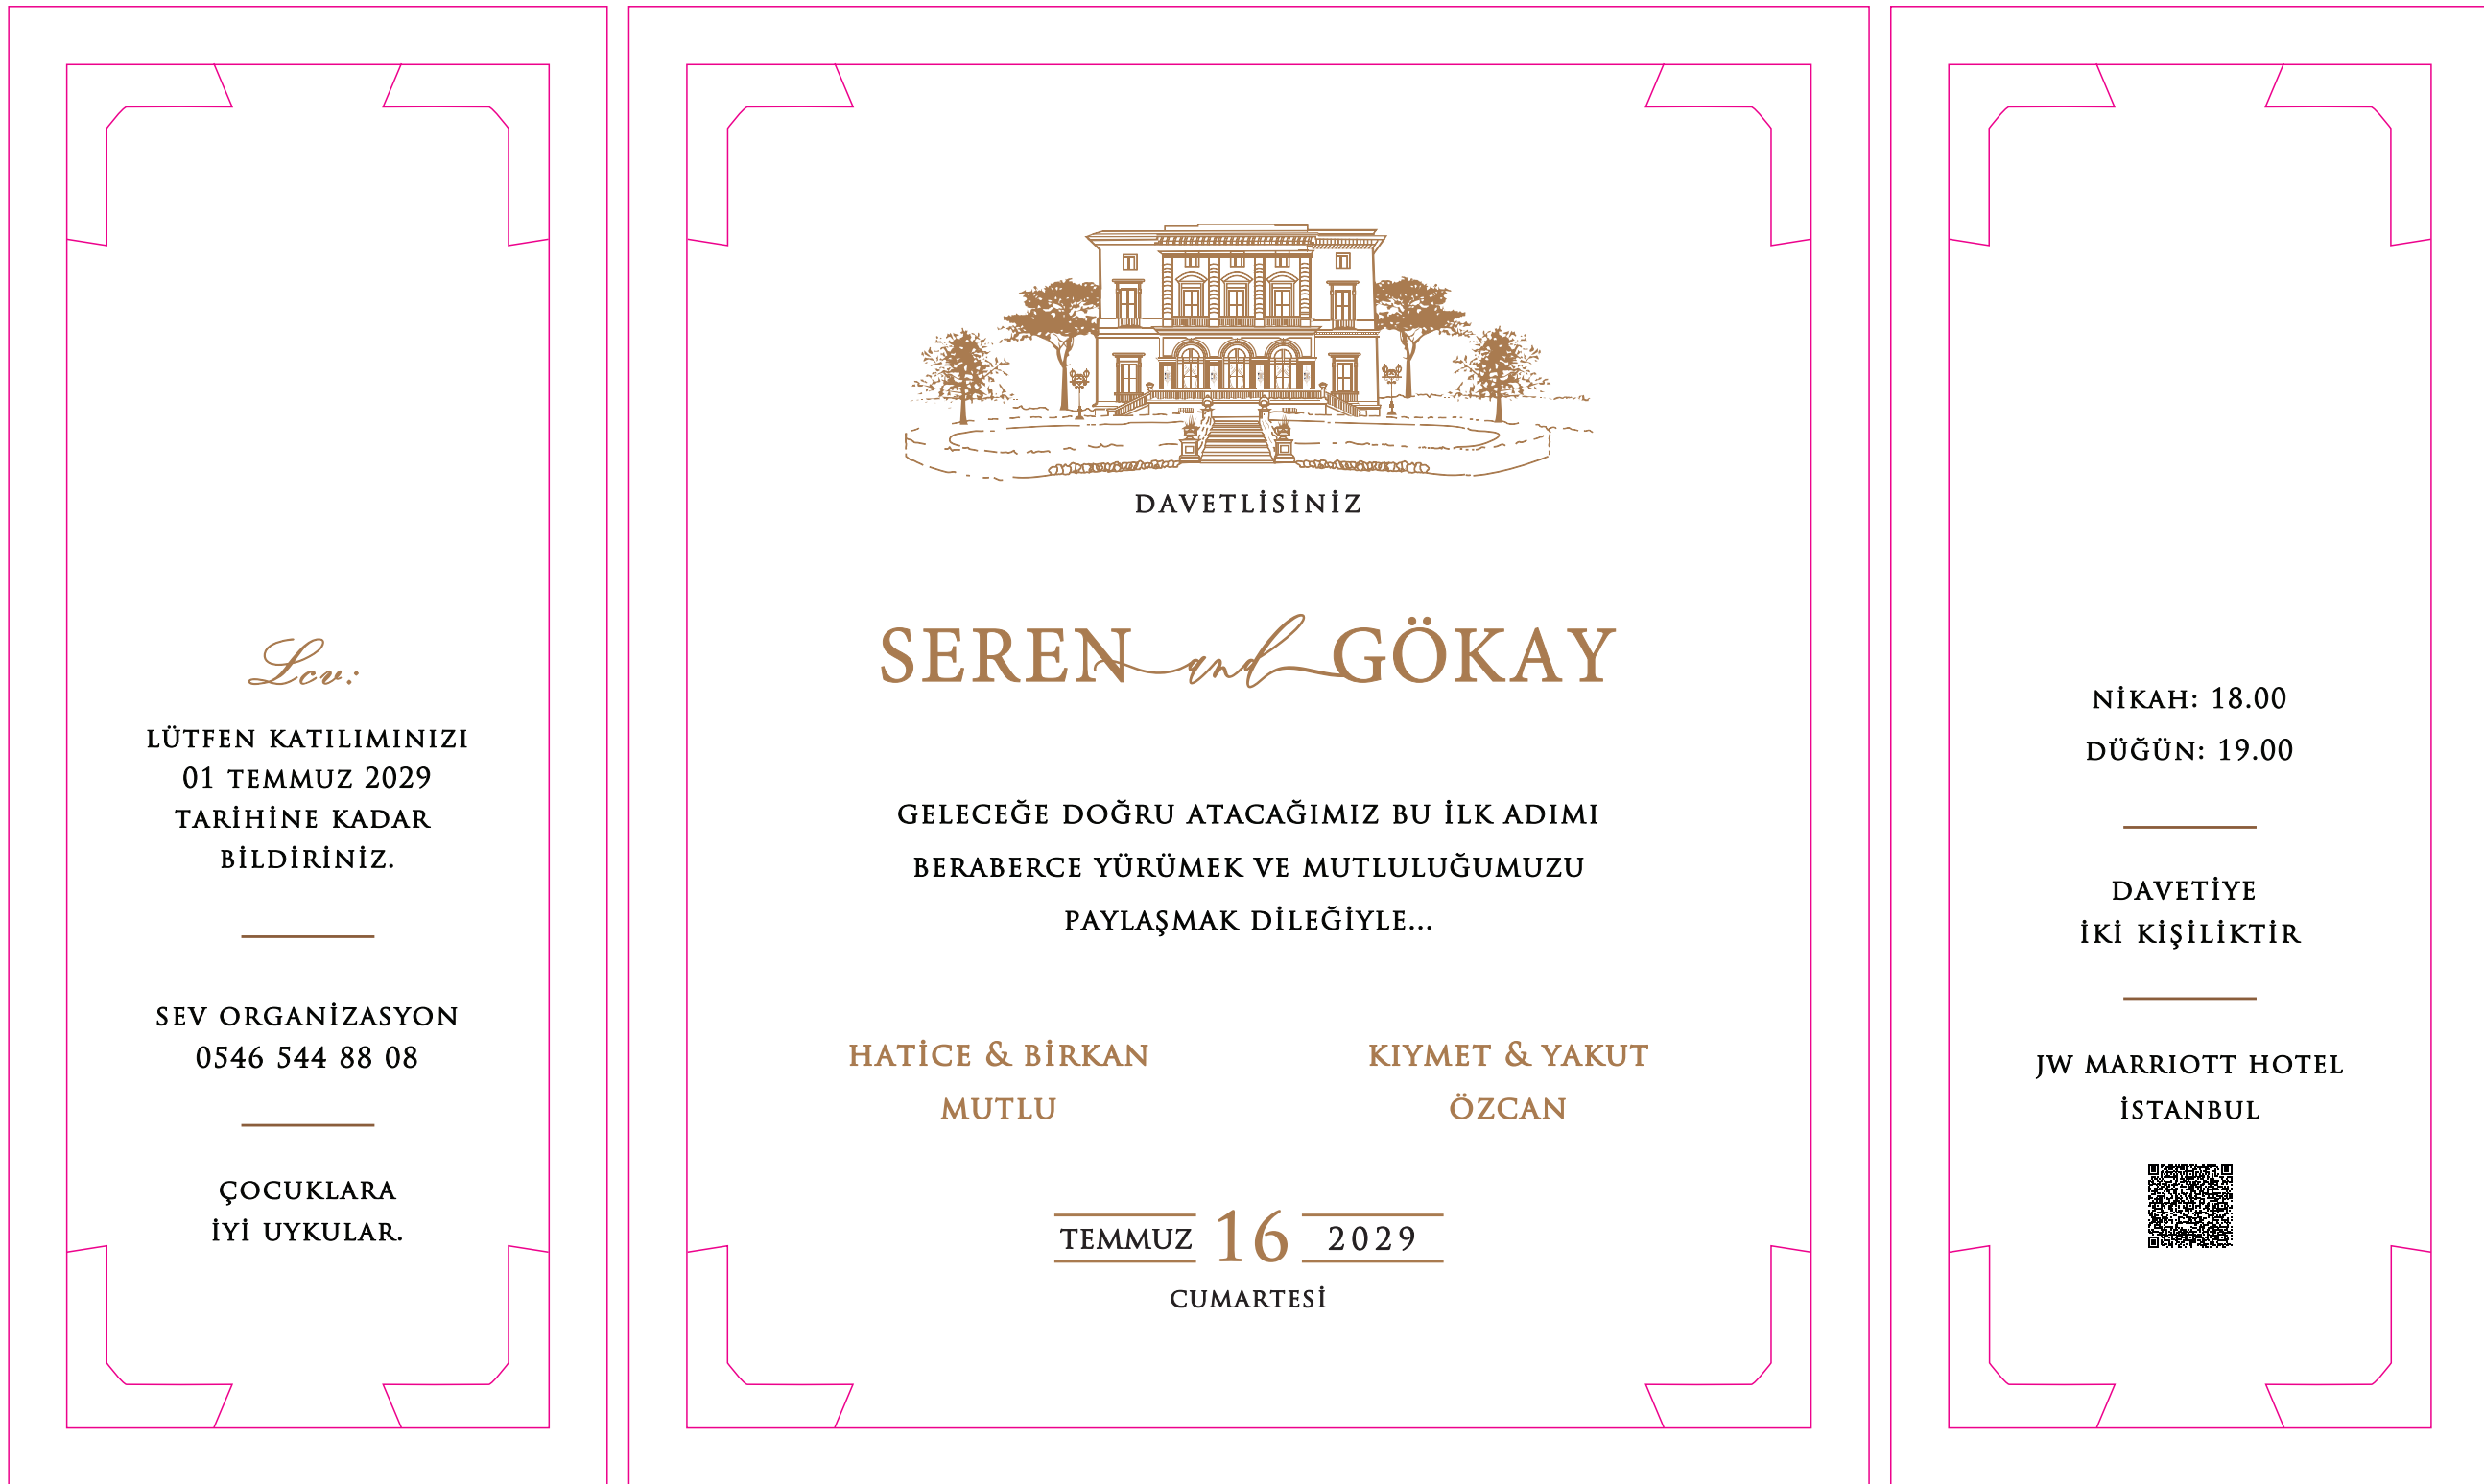 Lcv:
LÜTFEN KATILIMINIZI
01 TEMMUZ 2029
TARİHİNE KADAR
BİLDİRİNİZ.
SEV ORGANİZASYON
0546 544 88 08
ÇOCUKLARA
İYİ UYKULAR.
DAVETLİSİNİZ
SEREN and GÖKAY
GELECEĞE DOĞRU ATACAĞIMIZ BU İLK ADIMI
BERABERCE YÜRÜMEK VE MUTLULUĞUMUZU
PAYLAŞMAK DİLEĞİYLE...
HATİCE & BİRKAN
MUTLU
KIYMET & YAKUT
ÖZCAN
TEMMUZ 16 2029
CUMARTESİ
NİKAH: 18.00
DÜĞÜN: 19.00
DAVETİYE
İKİ KİŞİLİKTİR
JW MARRIOTT HOTEL
İSTANBUL